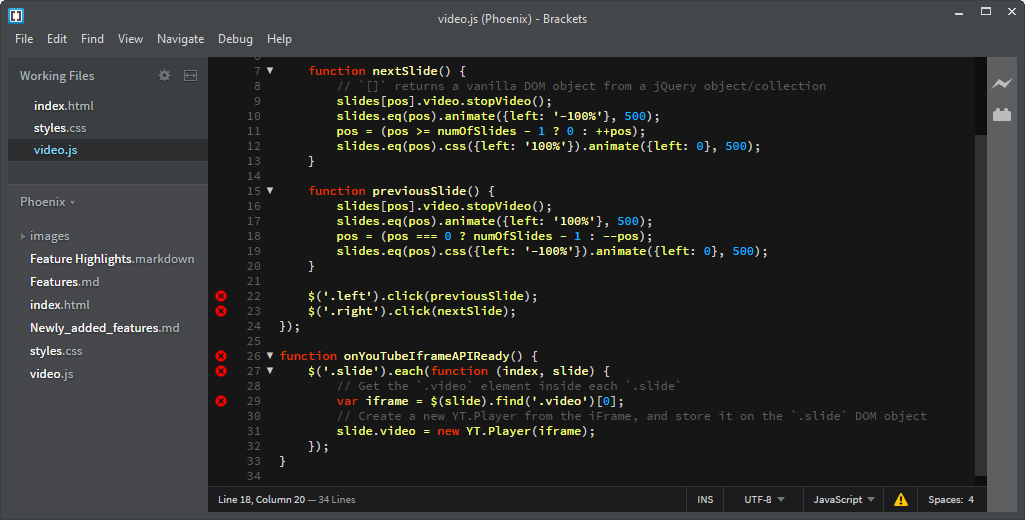 video.js (Phoenix) - Brackets
File Edit Find View Navigate Debug Help
Working Files
index.html
styles.css
video.js
Phoenix
images
Feature Highlights.markdown
Features.md
index.html
Newly_added_features.md
styles.css
video.js
7 function nextSlide() {
8 // `[]` returns a vanilla DOM object from a jQuery object/collection
9 slides[pos].video.stopVideo();
10 slides.eq(pos).animate({left: '-100%'}, 500);
11 pos = (pos >= numOfSlides - 1 ? 0 : ++pos);
12 slides.eq(pos).css({left: '100%'}).animate({left: 0}, 500);
13 }
14
15 function previousSlide() {
16 slides[pos].video.stopVideo();
17 slides.eq(pos).animate({left: '100%'}, 500);
18 pos = (pos === 0 ? numOfSlides - 1 : --pos);
19 slides.eq(pos).css({left: '-100%'}).animate({left: 0}, 500);
20 }
21
22 $('.left').click(previousSlide);
23 $('.right').click(nextSlide);
24 });
25
26 function onYouTubeIframeAPIReady() {
27 $('.slide').each(function (index, slide) {
28 // Get the `.video` element inside each `.slide`
29 var iframe = $(slide).find('.video')[0];
30 // Create a new YT.Player from the iFrame, and store it on the `.slide` DOM object
31 slide.video = new YT.Player(iframe);
32 });
33 }
34
Line 18, Column 20 — 34 Lines INS UTF-8 JavaScript Spaces: 4